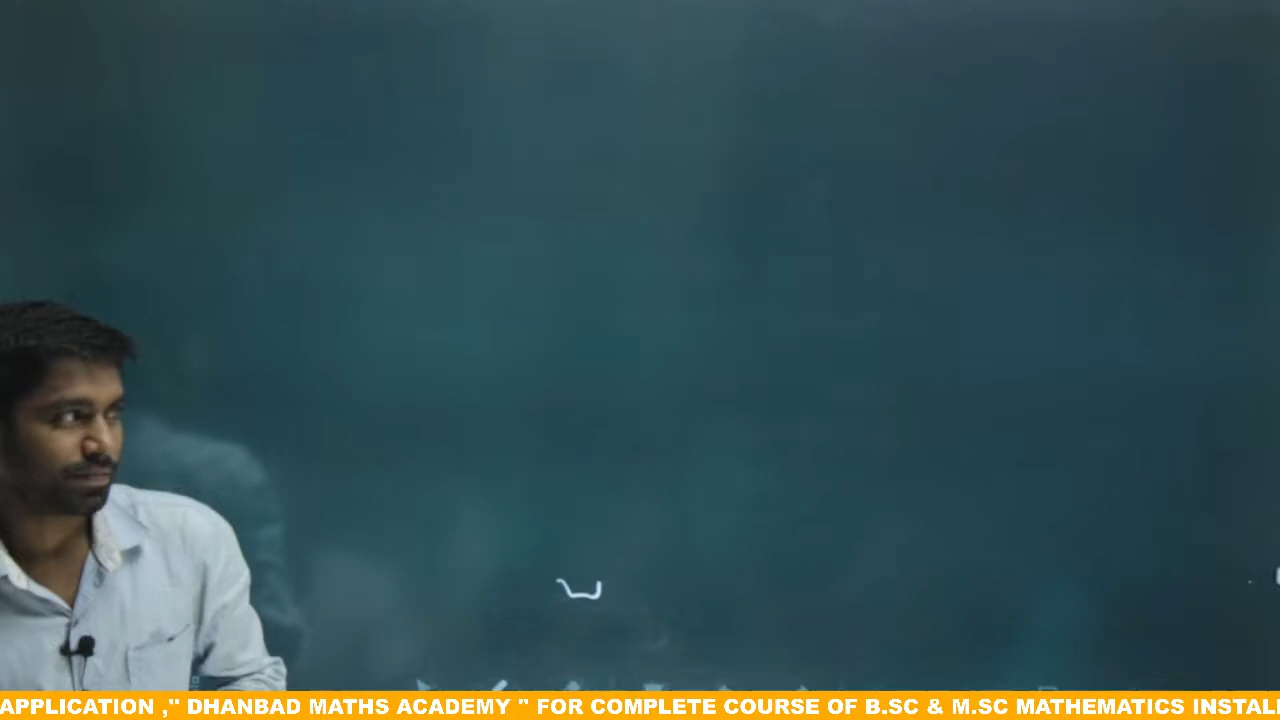 APPLICATION ," DHANBAD MATHS ACADEMY " FOR COMPLETE COURSE OF B.SC & M.SC MATHEMATICS INSTAL